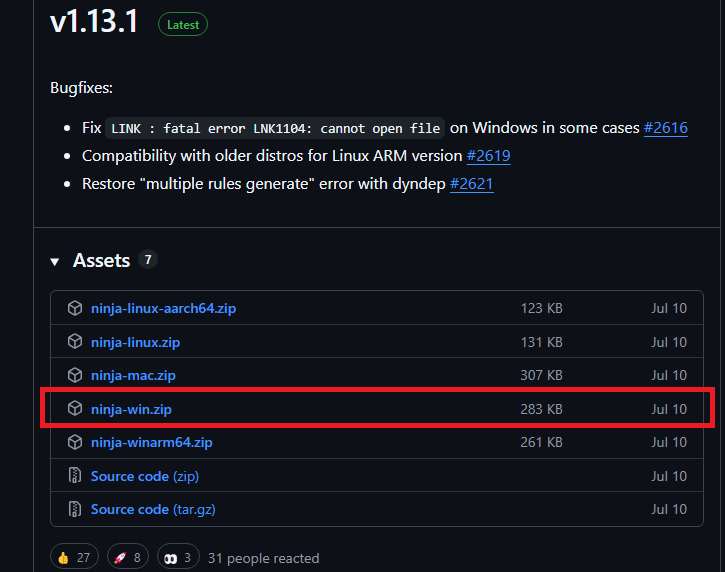 v1.13.1 Latest
Bugfixes:
Fix LINK : fatal error LNK1104: cannot open file on Windows in some cases #2616
Compatibility with older distros for Linux ARM version #2619
Restore "multiple rules generate" error with dyndep #2621
Assets 7
ninja-linux-aarch64.zip 123 KB Jul 10
ninja-linux.zip 131 KB Jul 10
ninja-mac.zip 307 KB Jul 10
ninja-win.zip 283 KB Jul 10
ninja-winarm64.zip 261 KB Jul 10
Source code (zip) Jul 10
Source code (tar.gz) Jul 10
27 8 3 31 people reacted